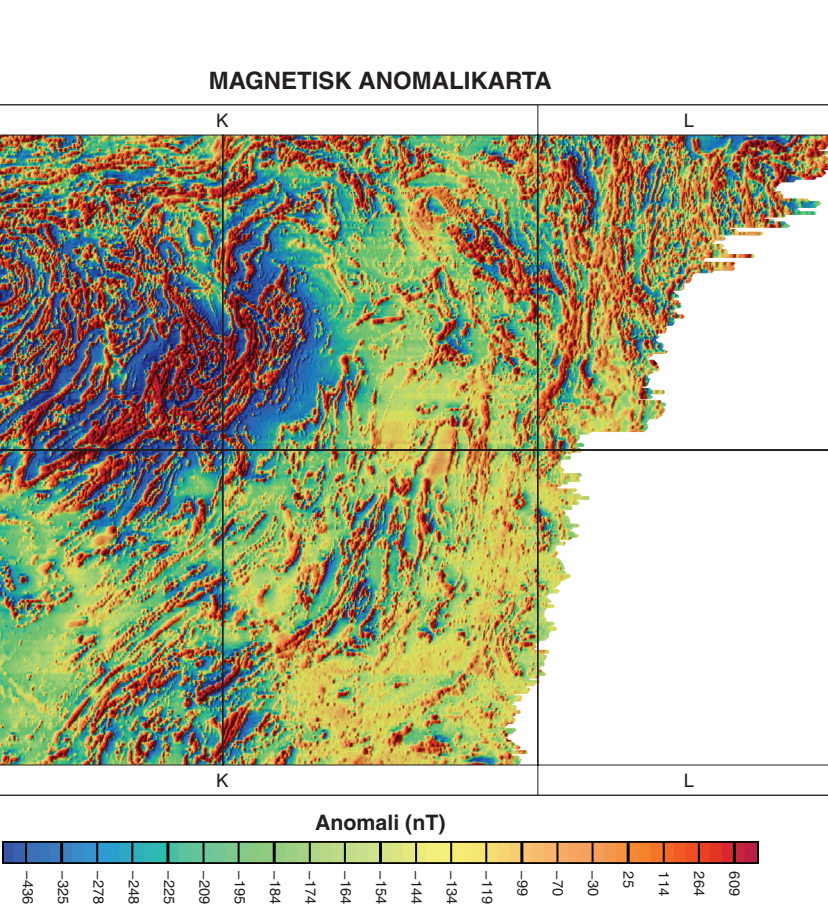 MAGNETISK ANOMALIKARTA
K L
K L
Anomali (nT)
−436 −325 −278 −248 −225 −209 −195 −184 −174 −164 −154 −144 −134 −119 −99 −70 −30 25 114 264 609